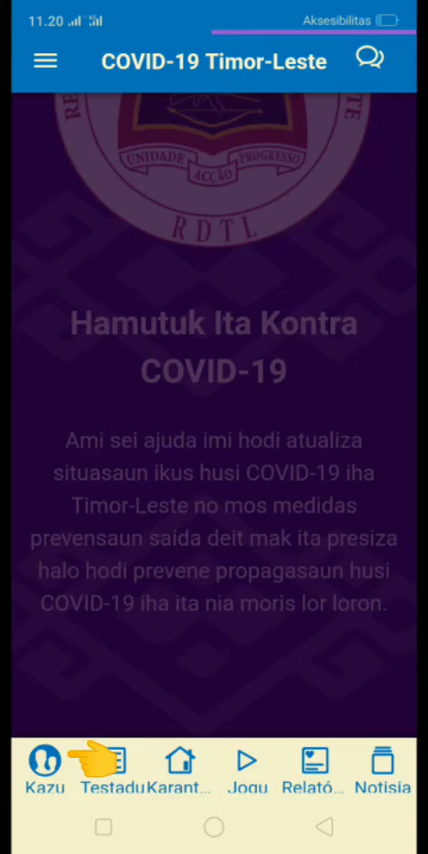 11.20
Aksesibilitas
COVID-19 Timor-Leste
UNIDADE ACÇÃO PROGRESSO
RDTL
Hamutuk Ita Kontra
COVID-19
Ami sei ajuda imi hodi atualiza
situasaun ikus husi COVID-19 iha
Timor-Leste no mos medidas
prevensaun saida deit mak ita presiza
halo hodi prevene propagasaun husi
COVID-19 iha ita nia moris lor loron.
Kazu Testadu Karant... Jogu Relató... Notisia